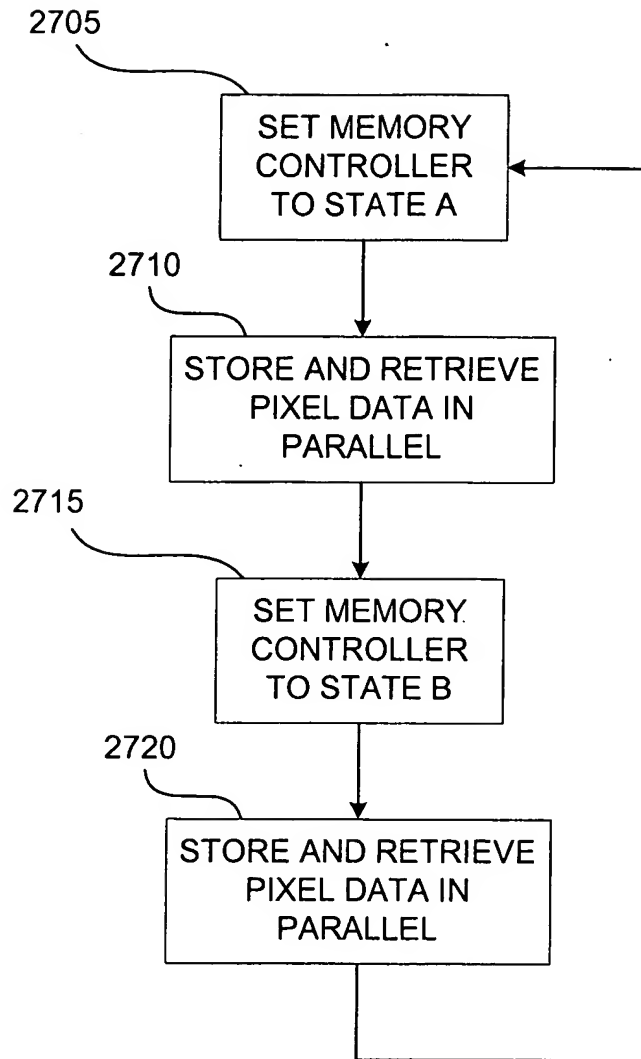 2705
SET MEMORY
CONTROLLER
TO STATE A
2710
STORE AND RETRIEVE
PIXEL DATA IN
PARALLEL
2715
SET MEMORY
CONTROLLER
TO STATE B
2720
STORE AND RETRIEVE
PIXEL DATA IN
PARALLEL